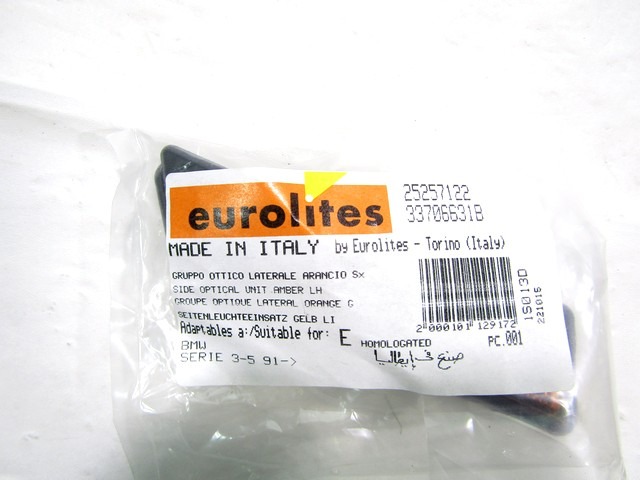 eurolites
25257122
33706631B
MADE IN ITALY by Eurolites - Torino (Italy)
GRUPPO OTTICO LATERALE ARANCIO Sx
SIDE OPTICAL UNIT AMBER LH
GROUPE OPTIQUE LATERAL ORANGE G
SEITENLEUCHTEEINSATZ GELB LI
Adaptables a:/Suitable for:
BMW
SERIE 3-5 91->
E HOMOLOGATED
صنع في إيطاليا
2 000101 129172
PC.001
15013D
221015